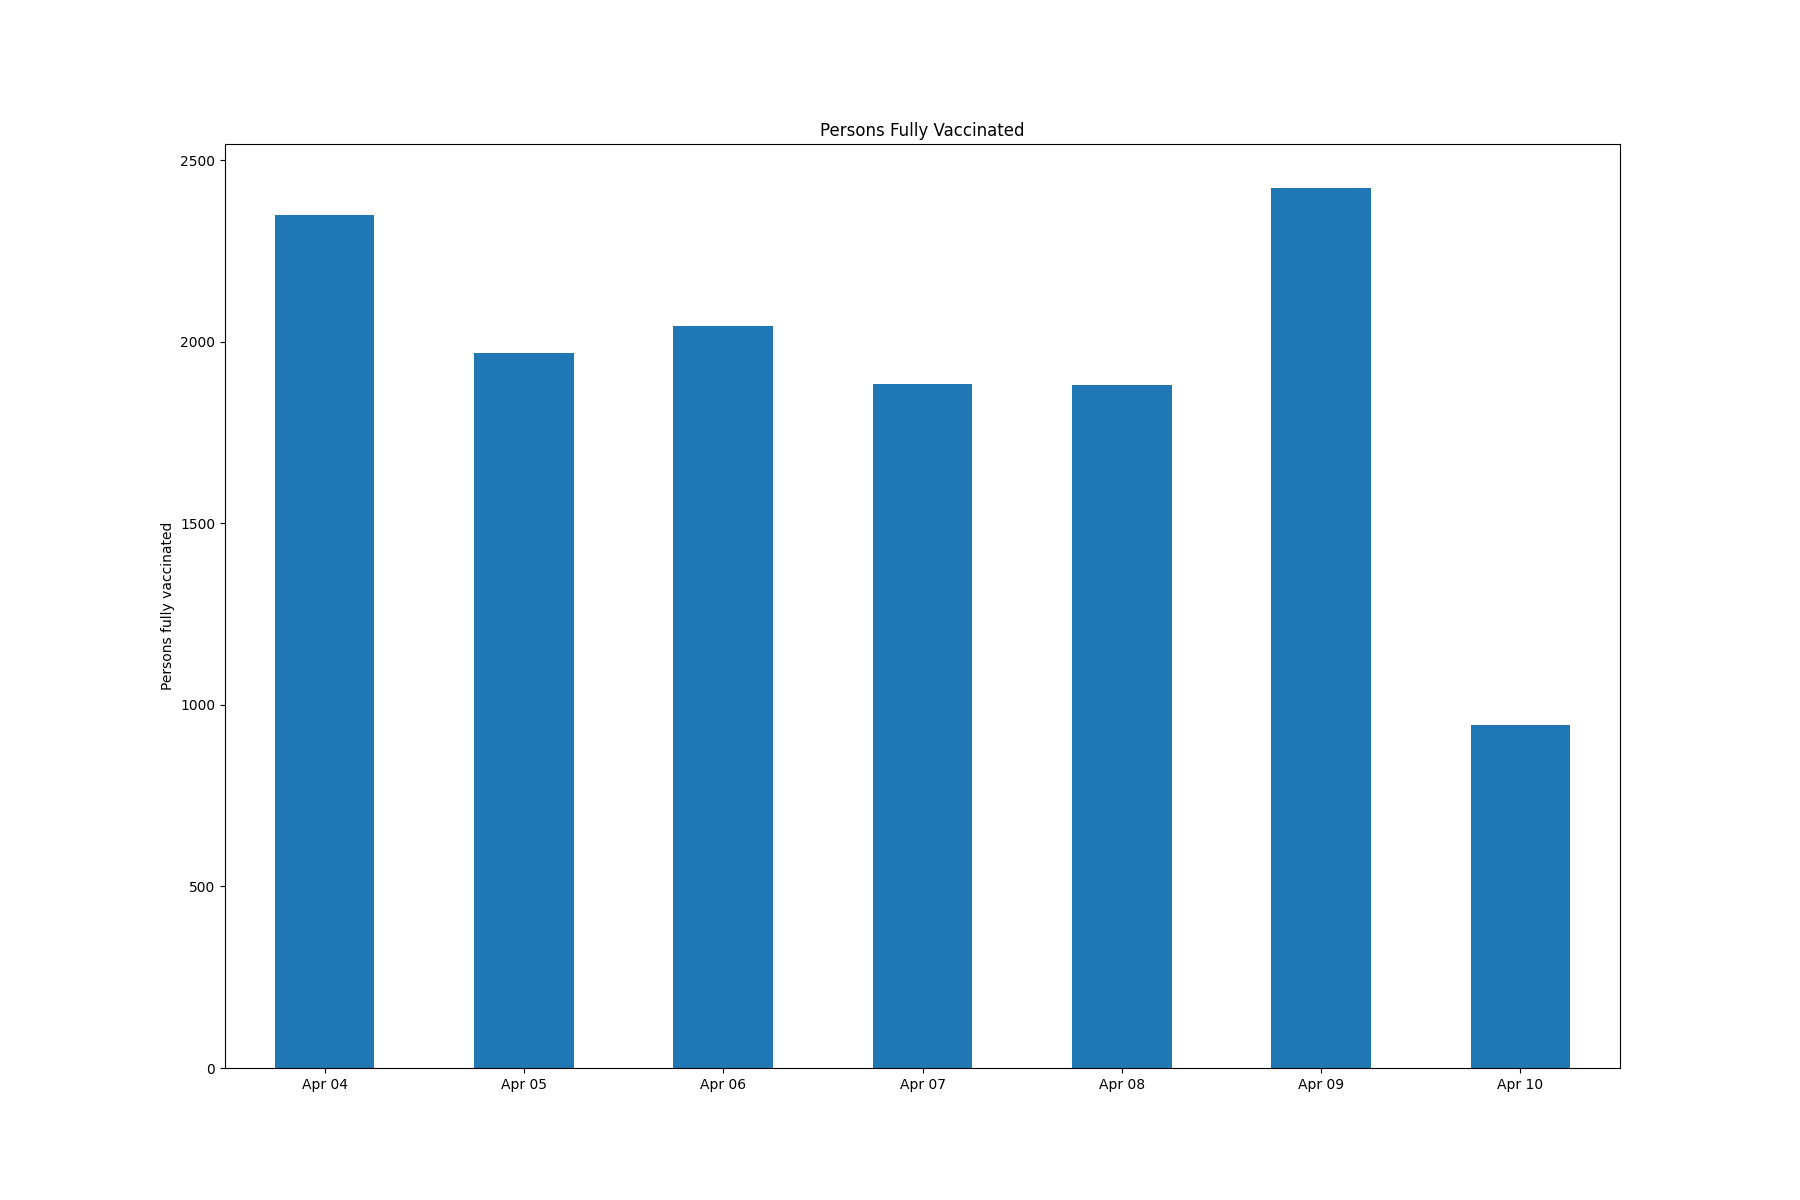 Persons Fully Vaccinated
2500
2000
1500
1000
500
0
Persons fully vaccinated
Apr 04
Apr 05
Apr 06
Apr 07
Apr 08
Apr 09
Apr 10